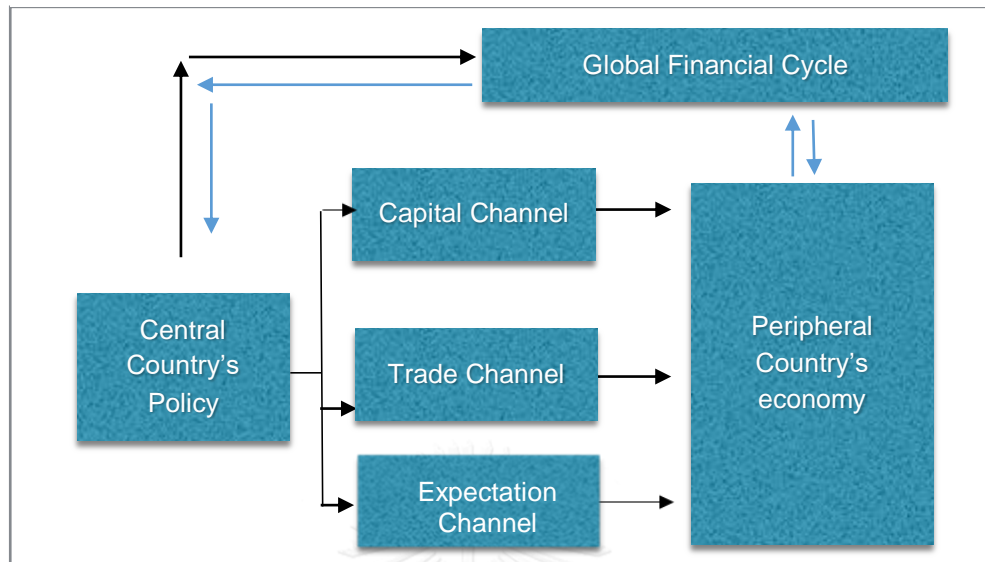 Global Financial Cycle
Capital Channel
Central
Country’s
Policy
Trade Channel
Peripheral
Country’s
economy
Expectation
Channel